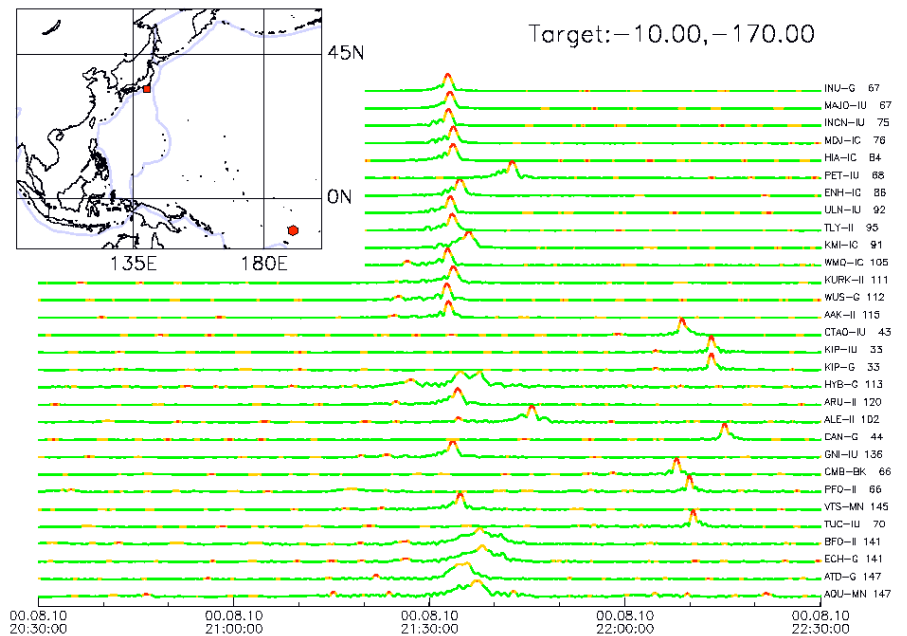 Target:-10.00,-170.00
45N
0N
135E 180E
INU-G 67
MAJO-IU 67
INCN-IU 75
MDJ-IC 76
HIA-IC 84
PET-IU 68
ENH-IC 86
ULN-IU 92
TLY-II 95
KMI-IC 91
WMQ-IC 105
KURK-II 111
WUS-G 112
AAK-II 115
CTAO-IU 43
KIP-IU 33
KIP-G 33
HYB-G 113
ARU-II 120
ALE-II 102
CAN-G 44
GNI-IU 136
CMB-BK 66
PFO-II 66
VTS-MN 145
TUC-IU 70
BFO-II 141
ECH-G 141
ATD-G 147
AQU-MN 147
00.08.10 00.08.10 00.08.10 00.08.10 00.08.10
20:30:00 21:00:00 21:30:00 22:00:00 22:30:00